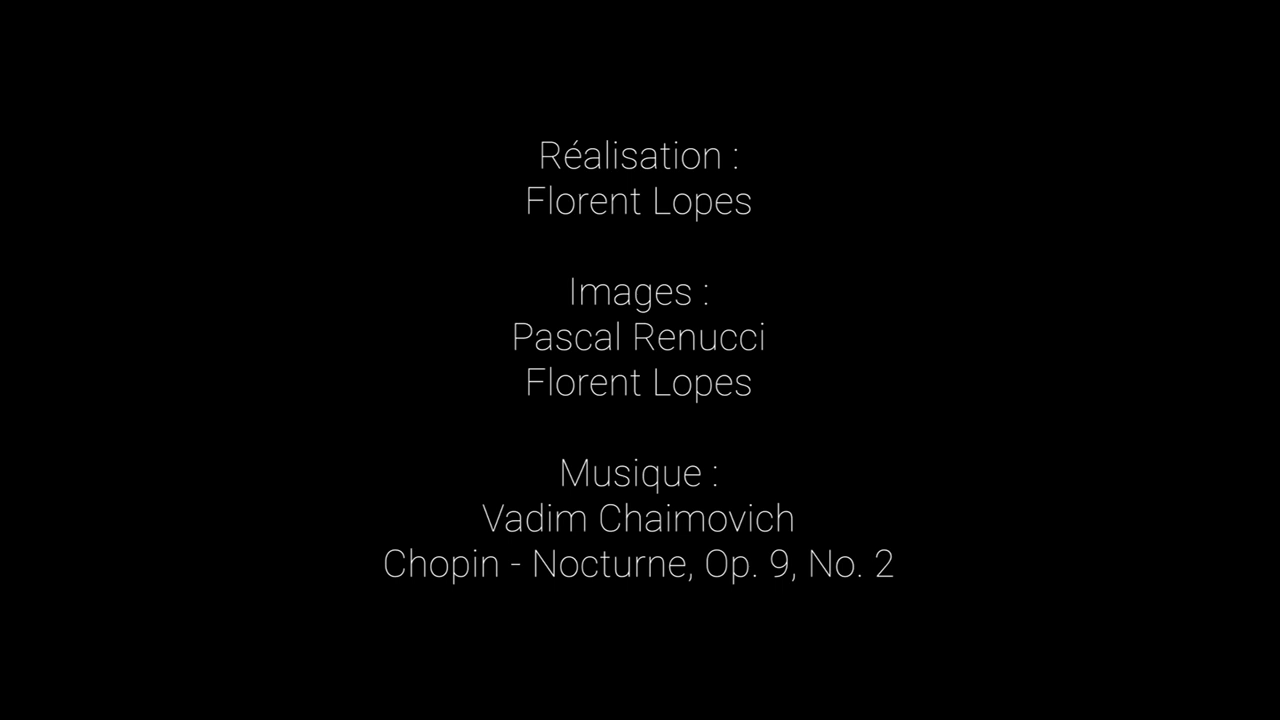 Réalisation :
Florent Lopes
Images :
Pascal Renucci
Florent Lopes
Musique :
Vadim Chaimovich
Chopin - Nocturne, Op. 9, No. 2